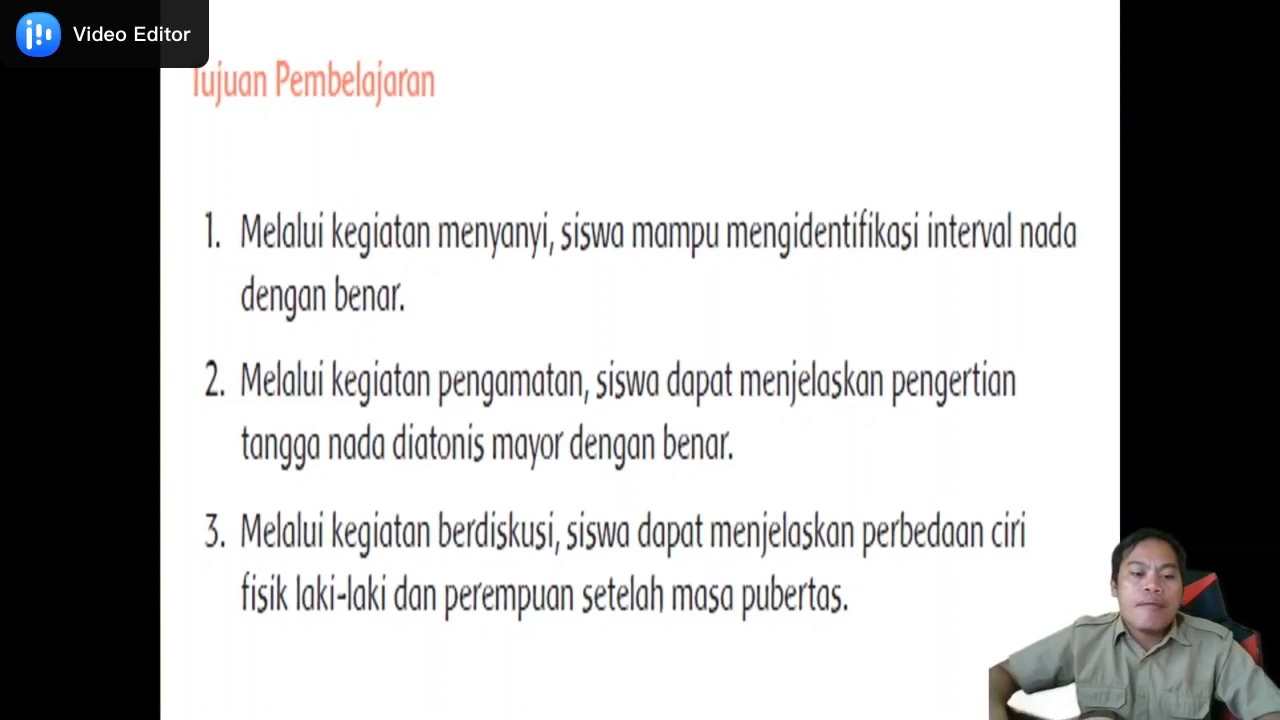 Video Editor
Tujuan Pembelajaran
1. Melalui kegiatan menyanyi, siswa mampu mengidentifikasi interval nada
dengan benar.
2. Melalui kegiatan pengamatan, siswa dapat menjelaskan pengertian
tangga nada diatonis mayor dengan benar.
3. Melalui kegiatan berdiskusi, siswa dapat menjelaskan perbedaan ciri
fisik laki-laki dan perempuan setelah masa pubertas.